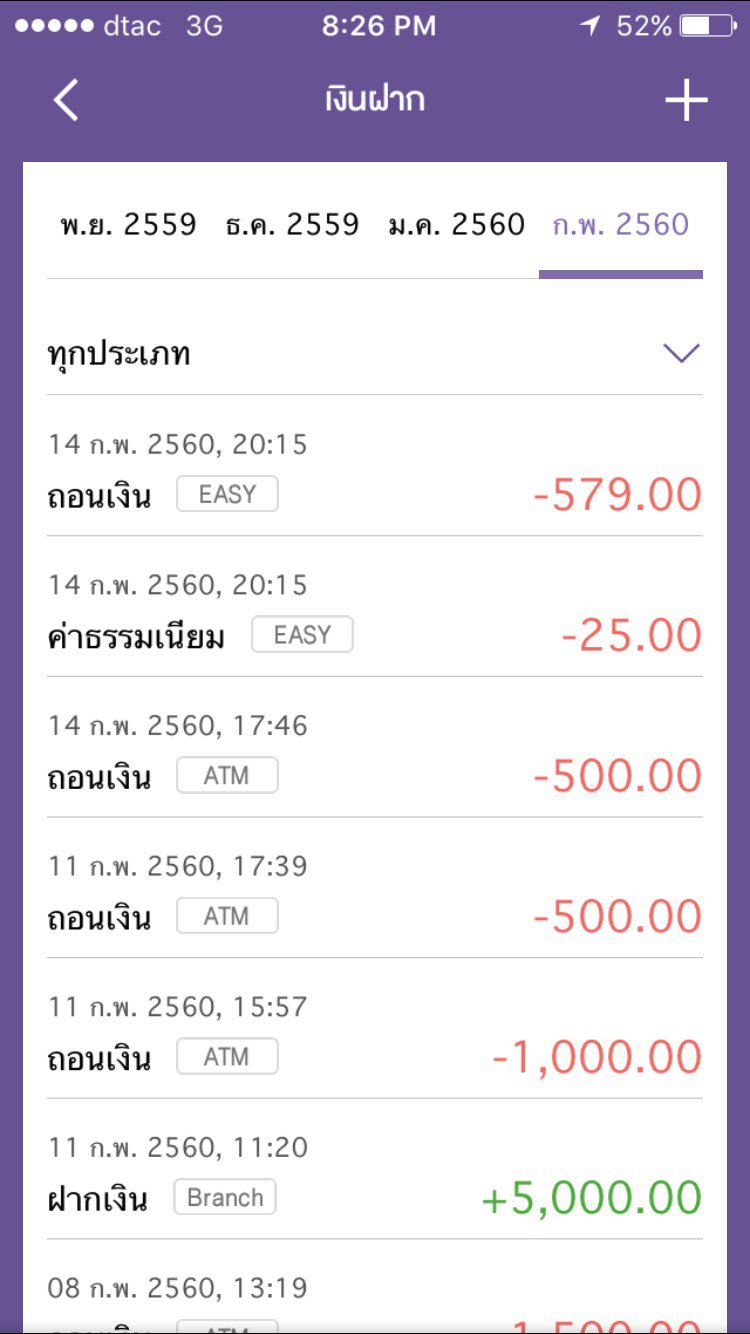 dtac 3G 8:26 PM 52%
เงินฝาก
พ.ย. 2559 ธ.ค. 2559 ม.ค. 2560 ก.พ. 2560
ทุกประเภท
14 ก.พ. 2560, 20:15
ถอนเงิน EASY -579.00
14 ก.พ. 2560, 20:15
ค่าธรรมเนียม EASY -25.00
14 ก.พ. 2560, 17:46
ถอนเงิน ATM -500.00
11 ก.พ. 2560, 17:39
ถอนเงิน ATM -500.00
11 ก.พ. 2560, 15:57
ถอนเงิน ATM -1,000.00
11 ก.พ. 2560, 11:20
ฝากเงิน Branch +5,000.00
08 ก.พ. 2560, 13:19